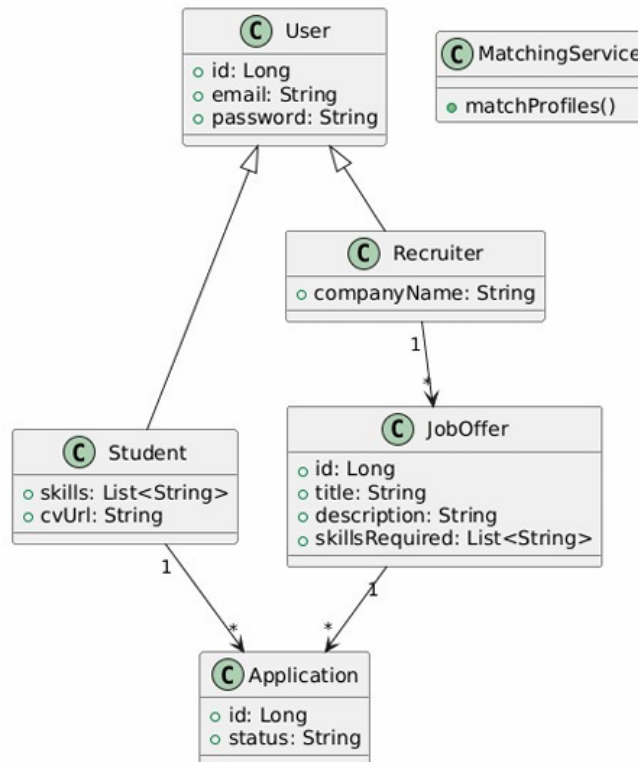 C User
id: Long
email: String
password: String
C MatchingService
matchProfiles()
C Recruiter
companyName: String
1
*
C Student
skills: List<String>
cvUrl: String
C JobOffer
id: Long
title: String
description: String
skillsRequired: List<String>
1
*
1
*
C Application
id: Long
status: String